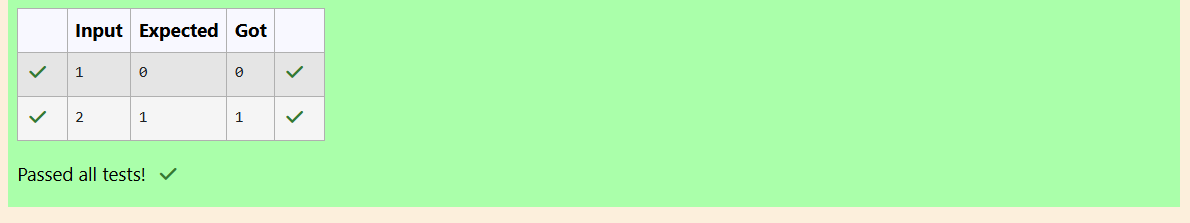 Input Expected Got
1 0 0
2 1 1
Passed all tests!